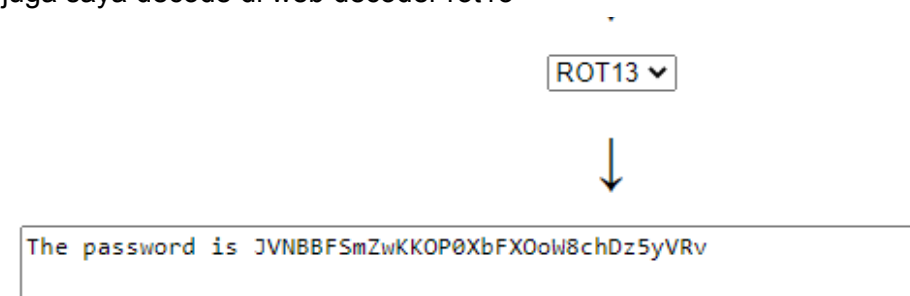 juga saya decode di web decoder rot13
ROT13
↓
The password is JVNBBFSmZwKKOP0XbFXOoW8chDz5yVRv